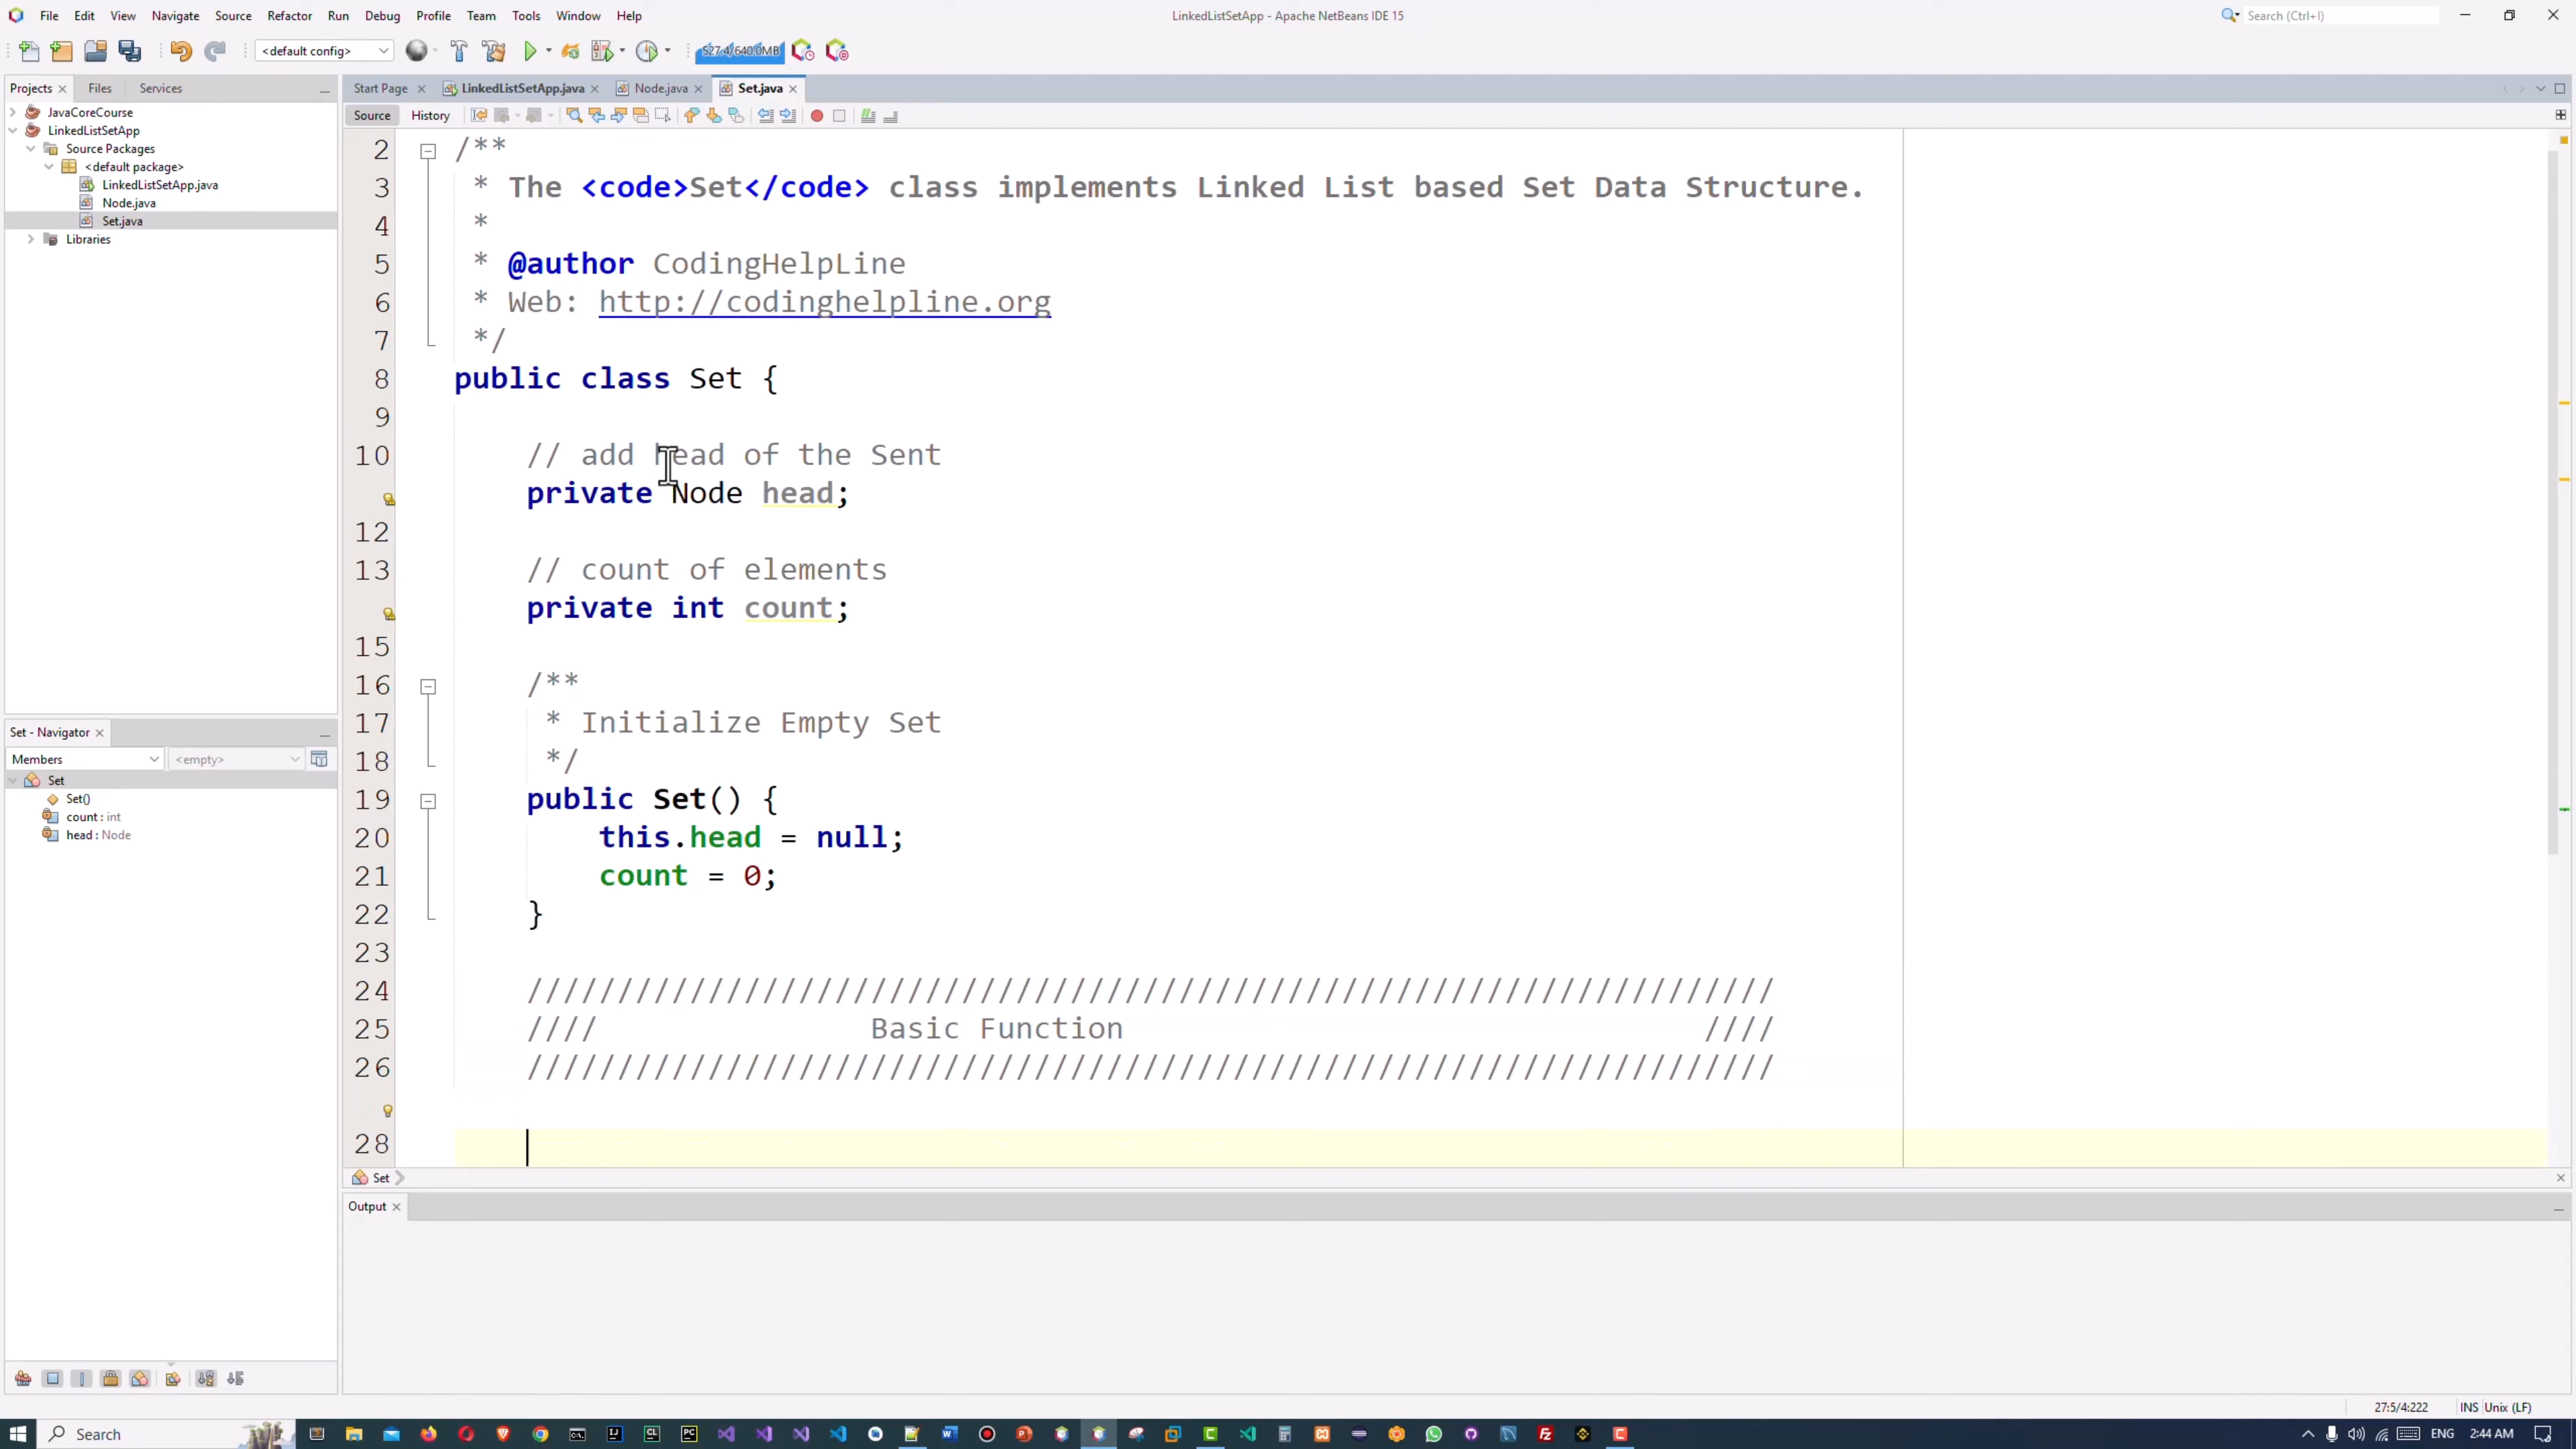 File Edit View Navigate Source Refactor Run Debug Profile Team Tools Window Help
LinkedListSetApp - Apache NetBeans IDE 15
Search (Ctrl+I)
<default config>
527.4/640.0MB
Projects Files Services
Start Page LinkedListSetApp.java Node.java Set.java
Source History
JavaCoreCourse
LinkedListSetApp
Source Packages
<default package>
LinkedListSetApp.java
Node.java
Set.java
Libraries
2 /**
3 * The <code>Set</code> class implements Linked List based Set Data Structure.
4 *
5 * @author CodingHelpLine
6 * Web: http://codinghelpline.org
7 */
8 public class Set {
9
10 // add head of the Sent
private Node head;
12
13 // count of elements
private int count;
15
16 /**
17 * Initialize Empty Set
18 */
19 public Set() {
20 this.head = null;
21 count = 0;
22 }
23
24 /////////////////////////////////////////////////////////////////////
25 //// Basic Function ////
26 /////////////////////////////////////////////////////////////////////
28
Set - Navigator
Members <empty>
Set
Set()
count : int
head : Node
Set
Output
27:5/4:222 INS Unix (LF)
Search
ENG 2:44 AM